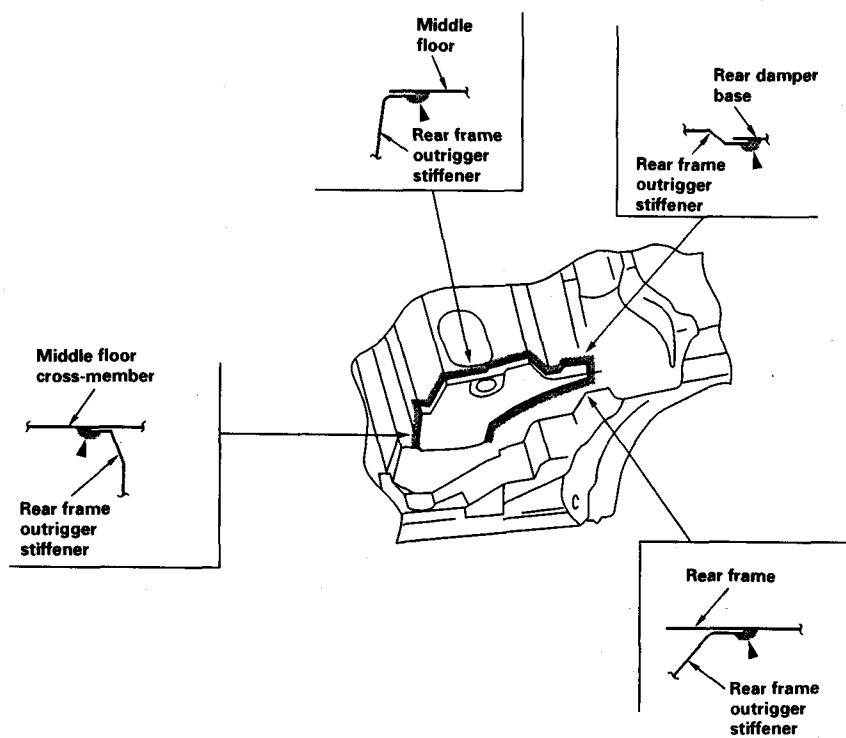 Middle
floor
Rear frame
outrigger
stiffener
Rear damper
base
Rear frame
outrigger
stiffener
Middle floor
cross-member
Rear frame
outrigger
stiffener
C
Rear frame
Rear frame
outrigger
stiffener